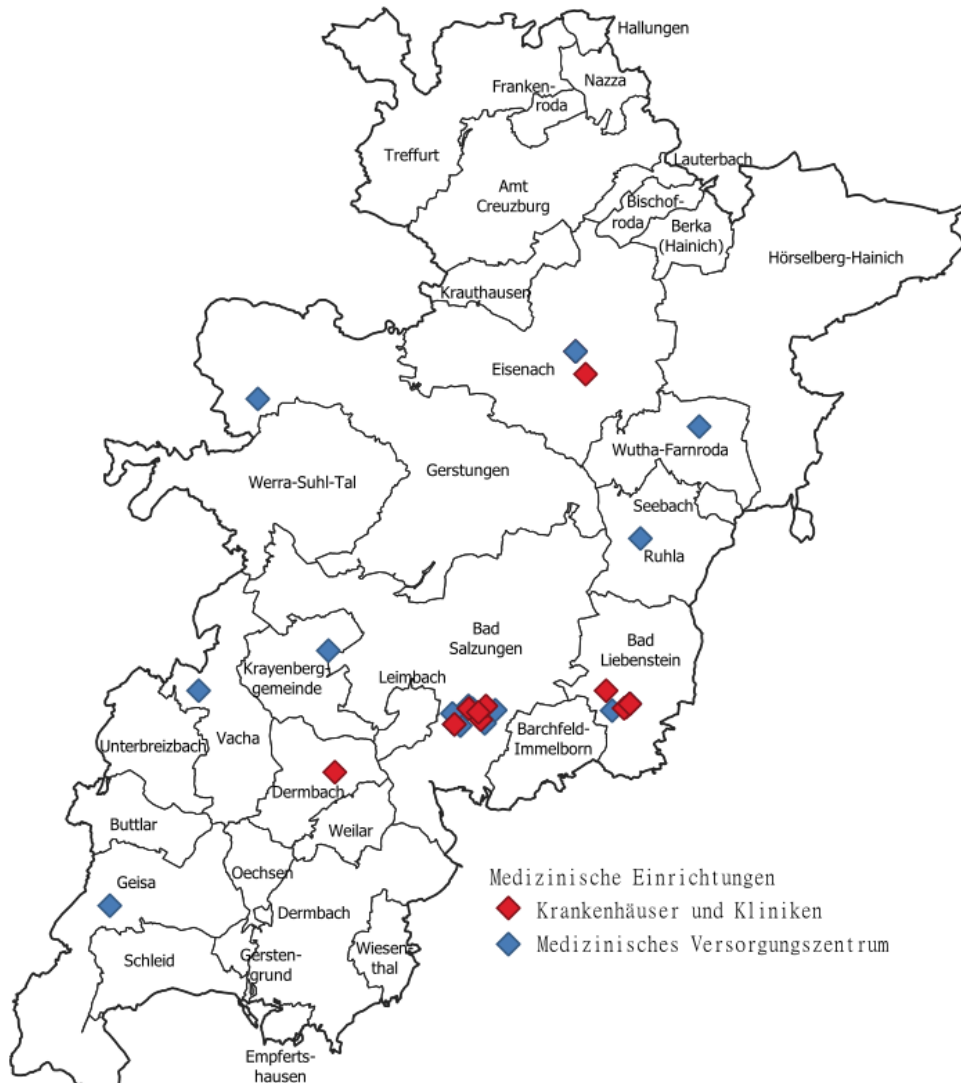 Hallungen
Nazza
Franken-
roda
Treffurt
Lauterbach
Amt
Creuzburg
Bischof-
roda
Berka
(Hainich)
Hörselberg-Hainich
Krauthausen
Eisenach
Wutha-Farnroda
Gerstungen
Werra-Suhl-Tal
Seebach
Ruhla
Bad
Salzungen
Bad
Liebenstein
Leimbach
Krayenberg-
gemeinde
Barchfeld-
Immelborn
Vacha
Unterbreizbach
Dermbach
Weilar
Buttlar
Oechsen
Geisa
Dermbach
Schleid
Gersten-
grund
Wiesen-
thal
Empferts-
hausen
Medizinische Einrichtungen
Krankenhäuser und Kliniken
Medizinisches Versorgungszentrum